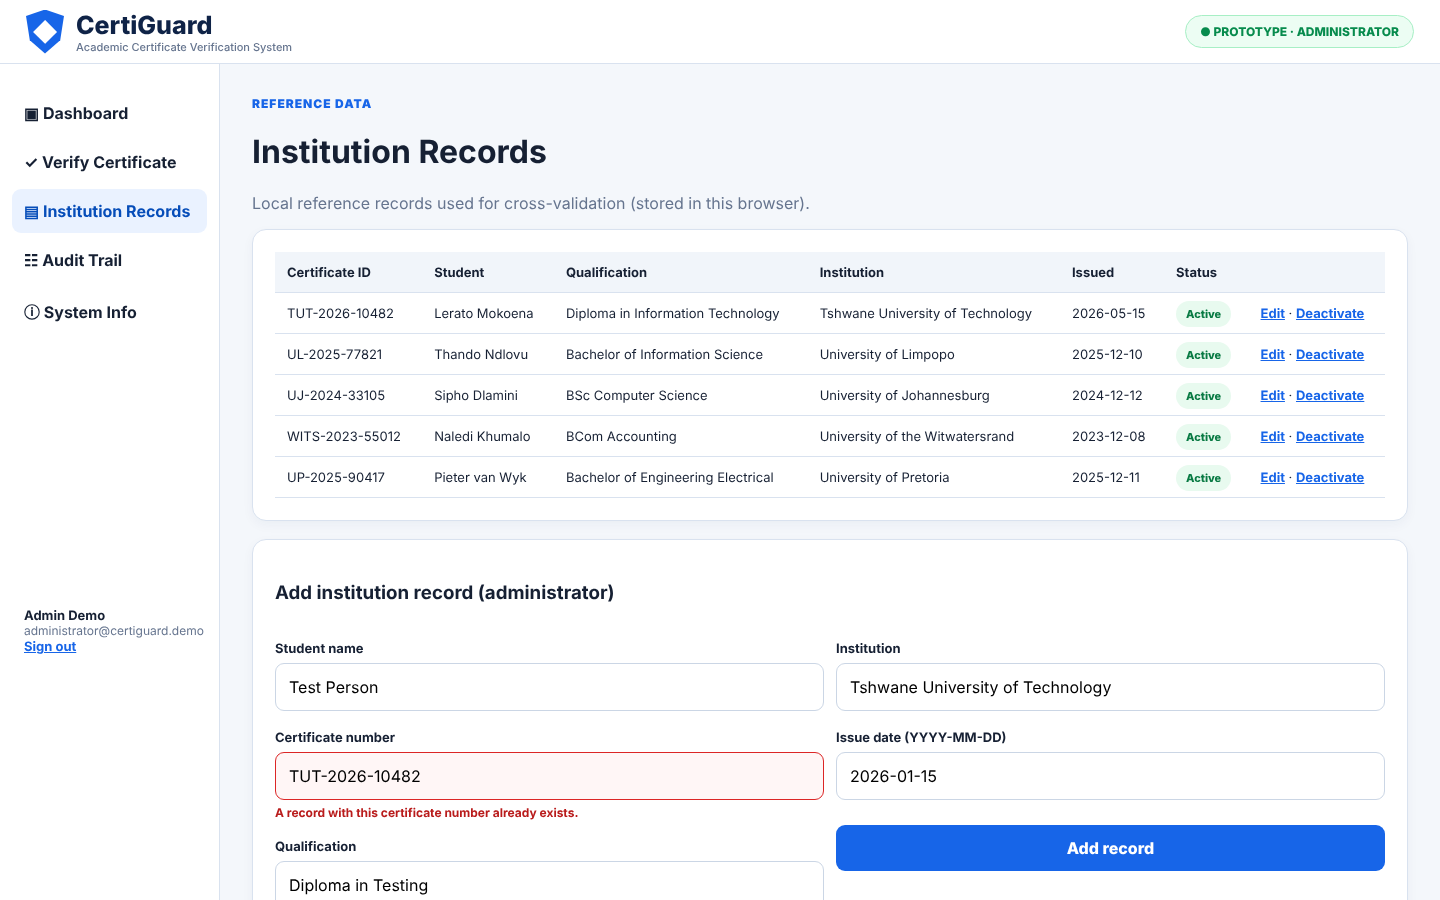 CertiGuard
Academic Certificate Verification System
PROTOTYPE · ADMINISTRATOR
Dashboard
Verify Certificate
Institution Records
Audit Trail
System Info
Admin Demo
administrator@certiguard.demo
Sign out
REFERENCE DATA
Institution Records
Local reference records used for cross-validation (stored in this browser).
Certificate ID Student Qualification Institution Issued Status
TUT-2026-10482 Lerato Mokoena Diploma in Information Technology Tshwane University of Technology 2026-05-15 Active Edit · Deactivate
UL-2025-77821 Thando Ndlovu Bachelor of Information Science University of Limpopo 2025-12-10 Active Edit · Deactivate
UJ-2024-33105 Sipho Dlamini BSc Computer Science University of Johannesburg 2024-12-12 Active Edit · Deactivate
WITS-2023-55012 Naledi Khumalo BCom Accounting University of the Witwatersrand 2023-12-08 Active Edit · Deactivate
UP-2025-90417 Pieter van Wyk Bachelor of Engineering Electrical University of Pretoria 2025-12-11 Active Edit · Deactivate
Add institution record (administrator)
Student name Institution
Test Person Tshwane University of Technology
Certificate number Issue date (YYYY-MM-DD)
TUT-2026-10482 2026-01-15
A record with this certificate number already exists.
Qualification
Add record
Diploma in Testing